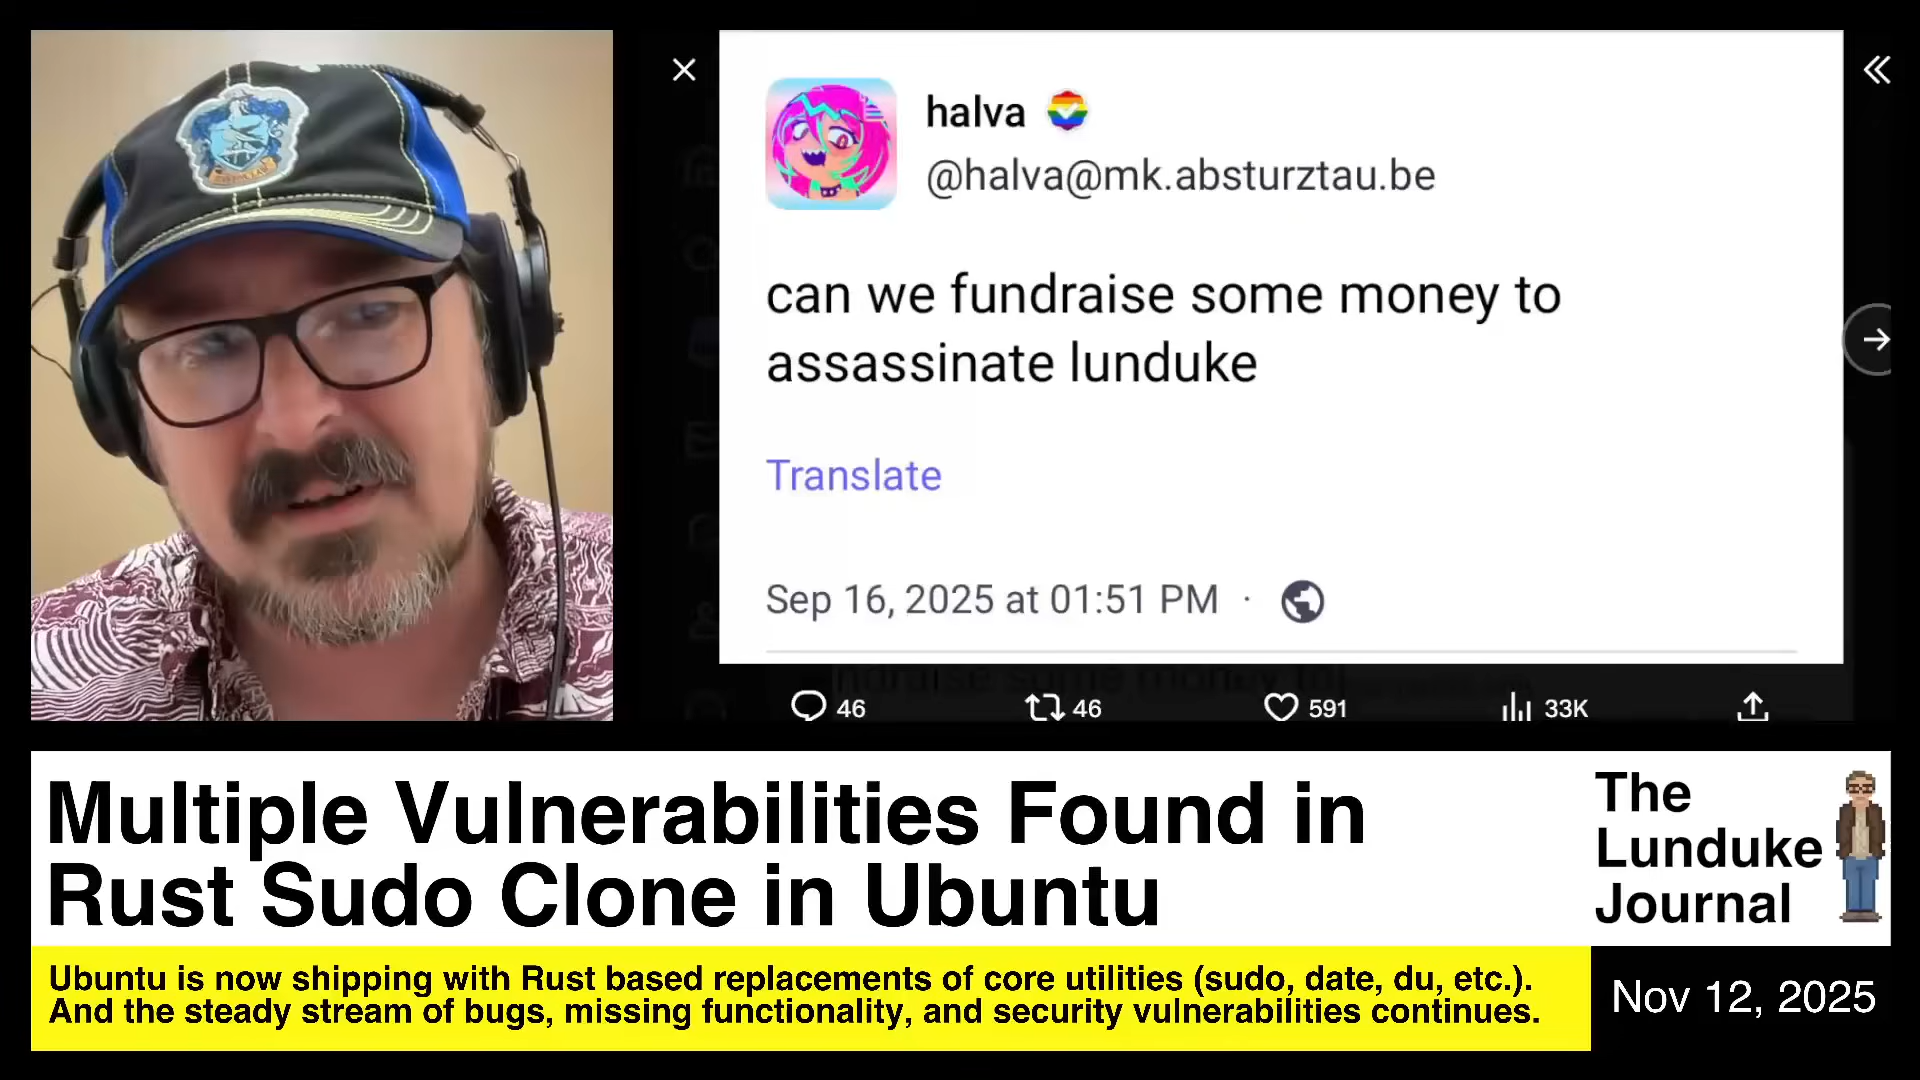 halva
@halva@mk.absturztau.be
can we fundraise some money to
assassinate lunduke
Translate
Sep 16, 2025 at 01:51 PM ·
46 46 591 33K
Multiple Vulnerabilities Found in
Rust Sudo Clone in Ubuntu
The
Lunduke
Journal
Ubuntu is now shipping with Rust based replacements of core utilities (sudo, date, du, etc.).
And the steady stream of bugs, missing functionality, and security vulnerabilities continues.
Nov 12, 2025